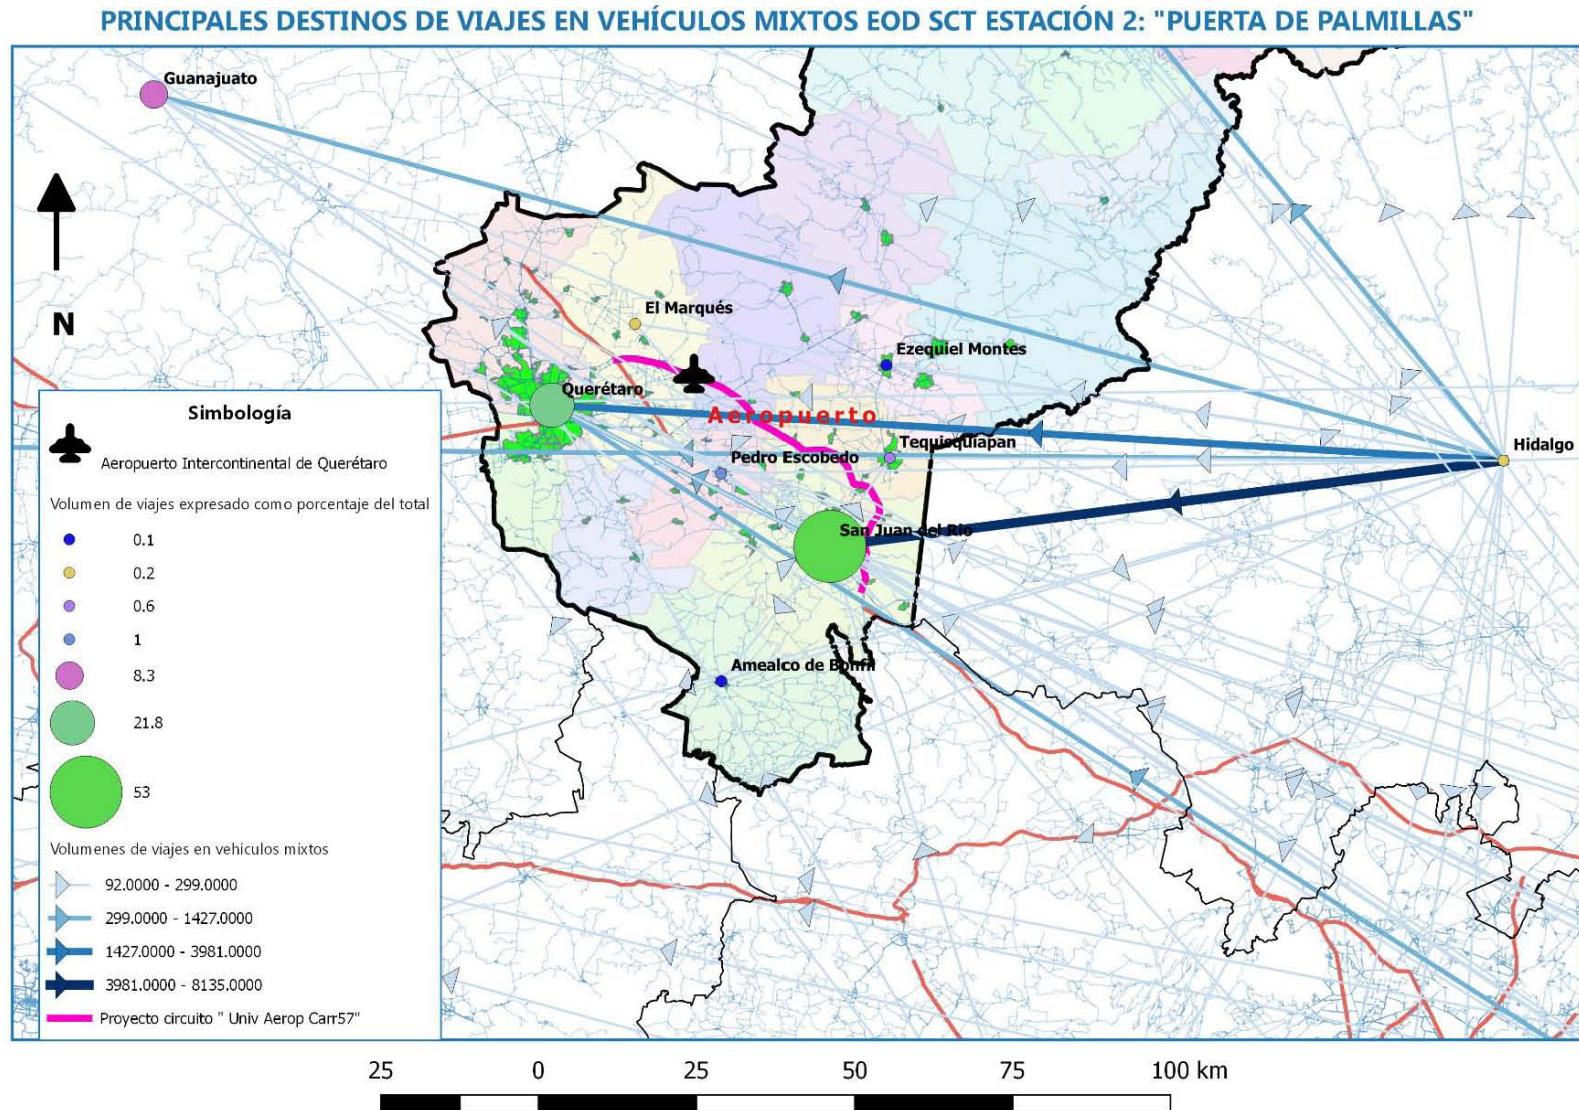 PRINCIPALES DESTINOS DE VIAJES EN VEHÍCULOS MIXTOS EOD SCT ESTACIÓN 2: "PUERTA DE PALMILLAS"
Guanajuato
N
El Marqués
Ezequiel Montes
Querétaro
Aeropuerto
Tequisquiapan
Hidalgo
Pedro Escobedo
San Juan del Rio
Amealco de Bonfil
Simbología
Aeropuerto Intercontinental de Querétaro
Volumen de viajes expresado como porcentaje del total
0.1
0.2
0.6
1
8.3
21.8
53
Volumenes de viajes en vehículos mixtos
92.0000 - 299.0000
299.0000 - 1427.0000
1427.0000 - 3981.0000
3981.0000 - 8135.0000
Proyecto circuito " Univ Aerop Carr57"
25 0 25 50 75 100 km